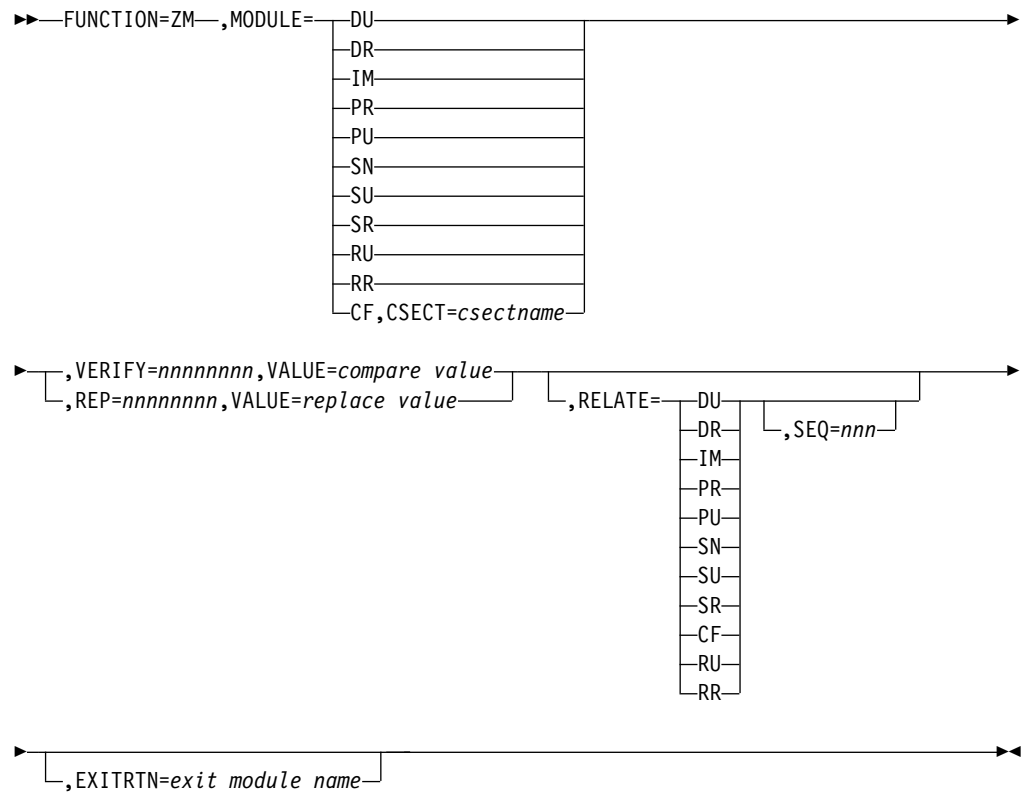 FUNCTION=ZM ,MODULE= DU
DR
IM
PR
PU
SN
SU
SR
RU
RR
CF,CSECT=csectname
,VERIFY=nnnnnnnn,VALUE=compare value
,REP=nnnnnnnn,VALUE=replace value
,RELATE= DU
DR
IM
PR
PU
SN
SU
SR
CF
RU
RR
,SEQ=nnn
,EXITRTN=exit module name